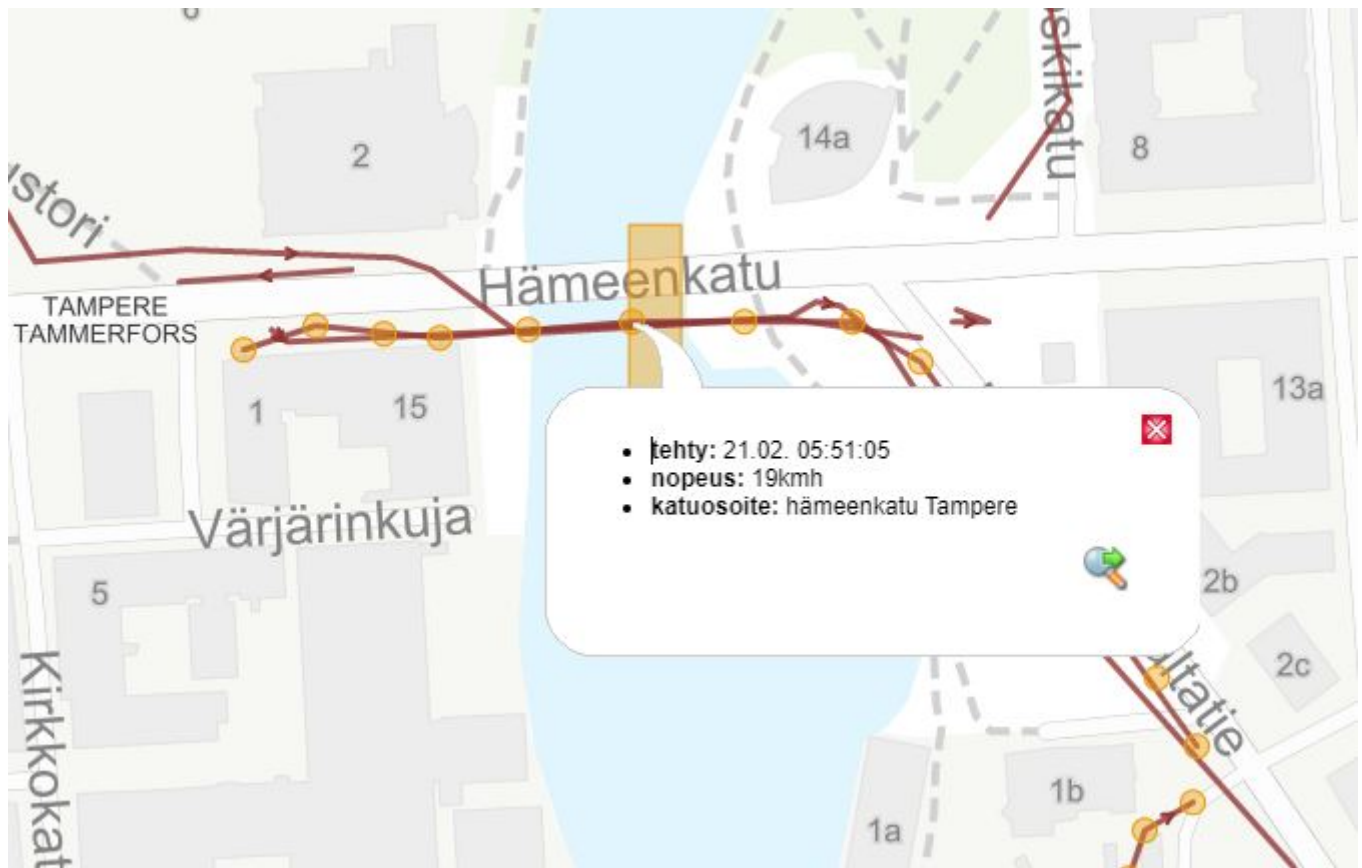 2
14a
8
Hämeenkatu
TAMPERE
TAMMERFORS
1
15
13a
tehty: 21.02. 05:51:05
nopeus: 19kmh
katuosoite: hämeenkatu Tampere
Värjärinkuja
5
2b
2c
1b
1a